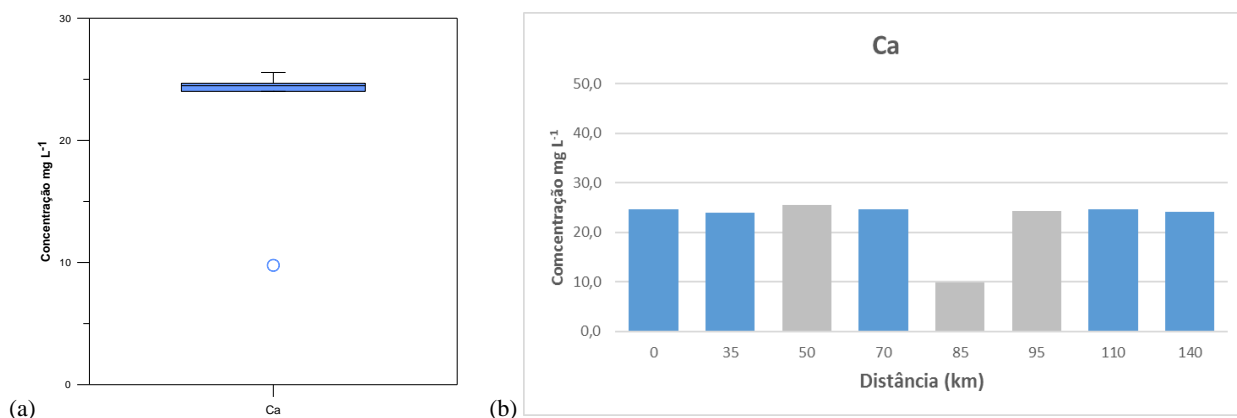 30
20
10
0
Concentração mg L-1
Ca
(a)
Ca
50,0
40,0
30,0
20,0
10,0
0,0
Comcentração mg L-1
0 35 50 70 85 95 110 140
Distância (km)
(b)